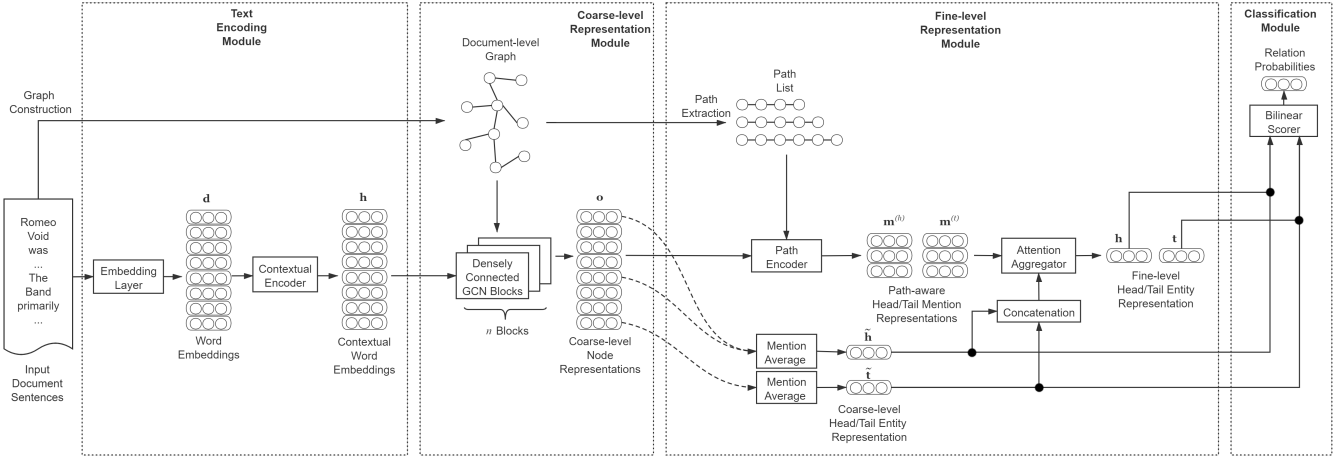 Text
Encoding
Module
Coarse-level
Representation
Module
Fine-level
Representation
Module
Classification
Module
Graph
Construction
Document-level
Graph
Path
Extraction
Path
List
Relation
Probabilities
Bilinear
Scorer
Romeo
Void
was
...
The
Band
primarily
...
Input
Document
Sentences
Embedding
Layer
d
Word
Embeddings
Contextual
Encoder
h
Contextual
Word
Embeddings
Densely
Connected
GCN Blocks
n Blocks
o
Coarse-level
Node
Representations
Path
Encoder
m(h)
m(t)
Path-aware
Head/Tail Mention
Representations
Attention
Aggregator
h
t
Fine-level
Head/Tail Entity
Representation
Concatenation
Mention
Average
h̃
Mention
Average
t̃
Coarse-level
Head/Tail Entity
Representation